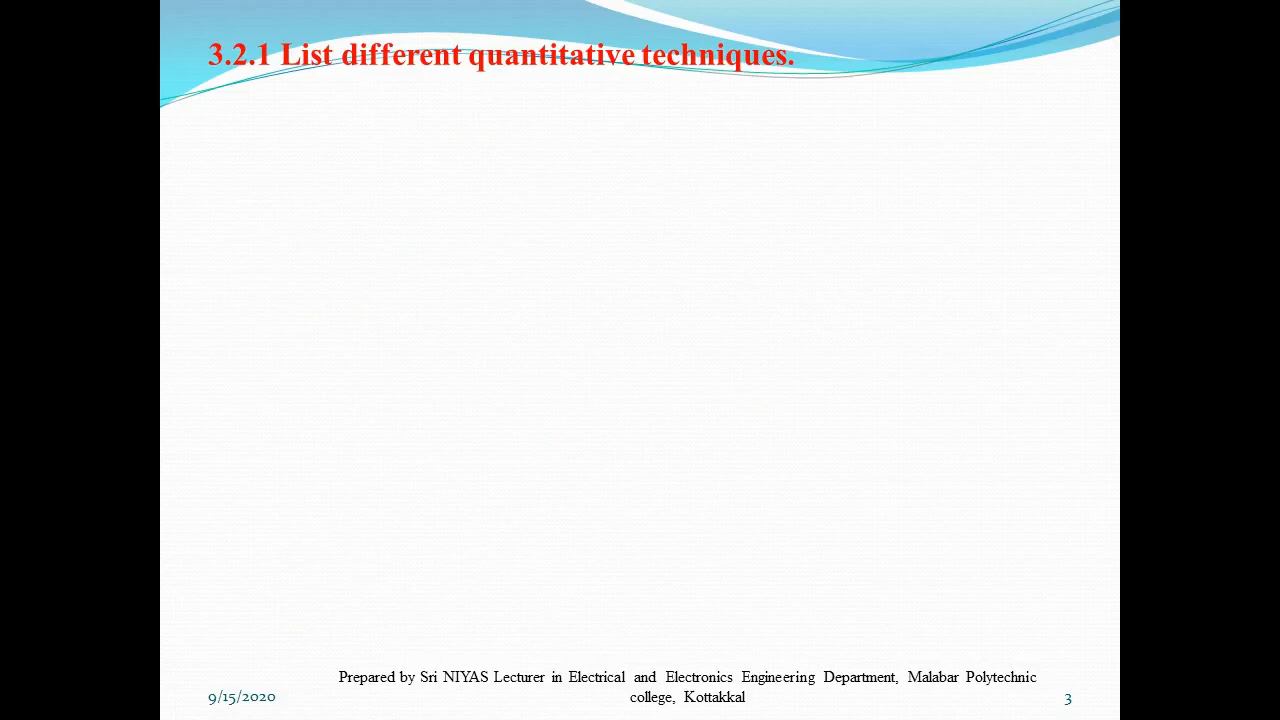 3.2.1 List different quantitative techniques.
Prepared by Sri NIYAS Lecturer in Electrical and Electronics Engineering Department, Malabar Polytechnic
college, Kottakkal
9/15/2020
3